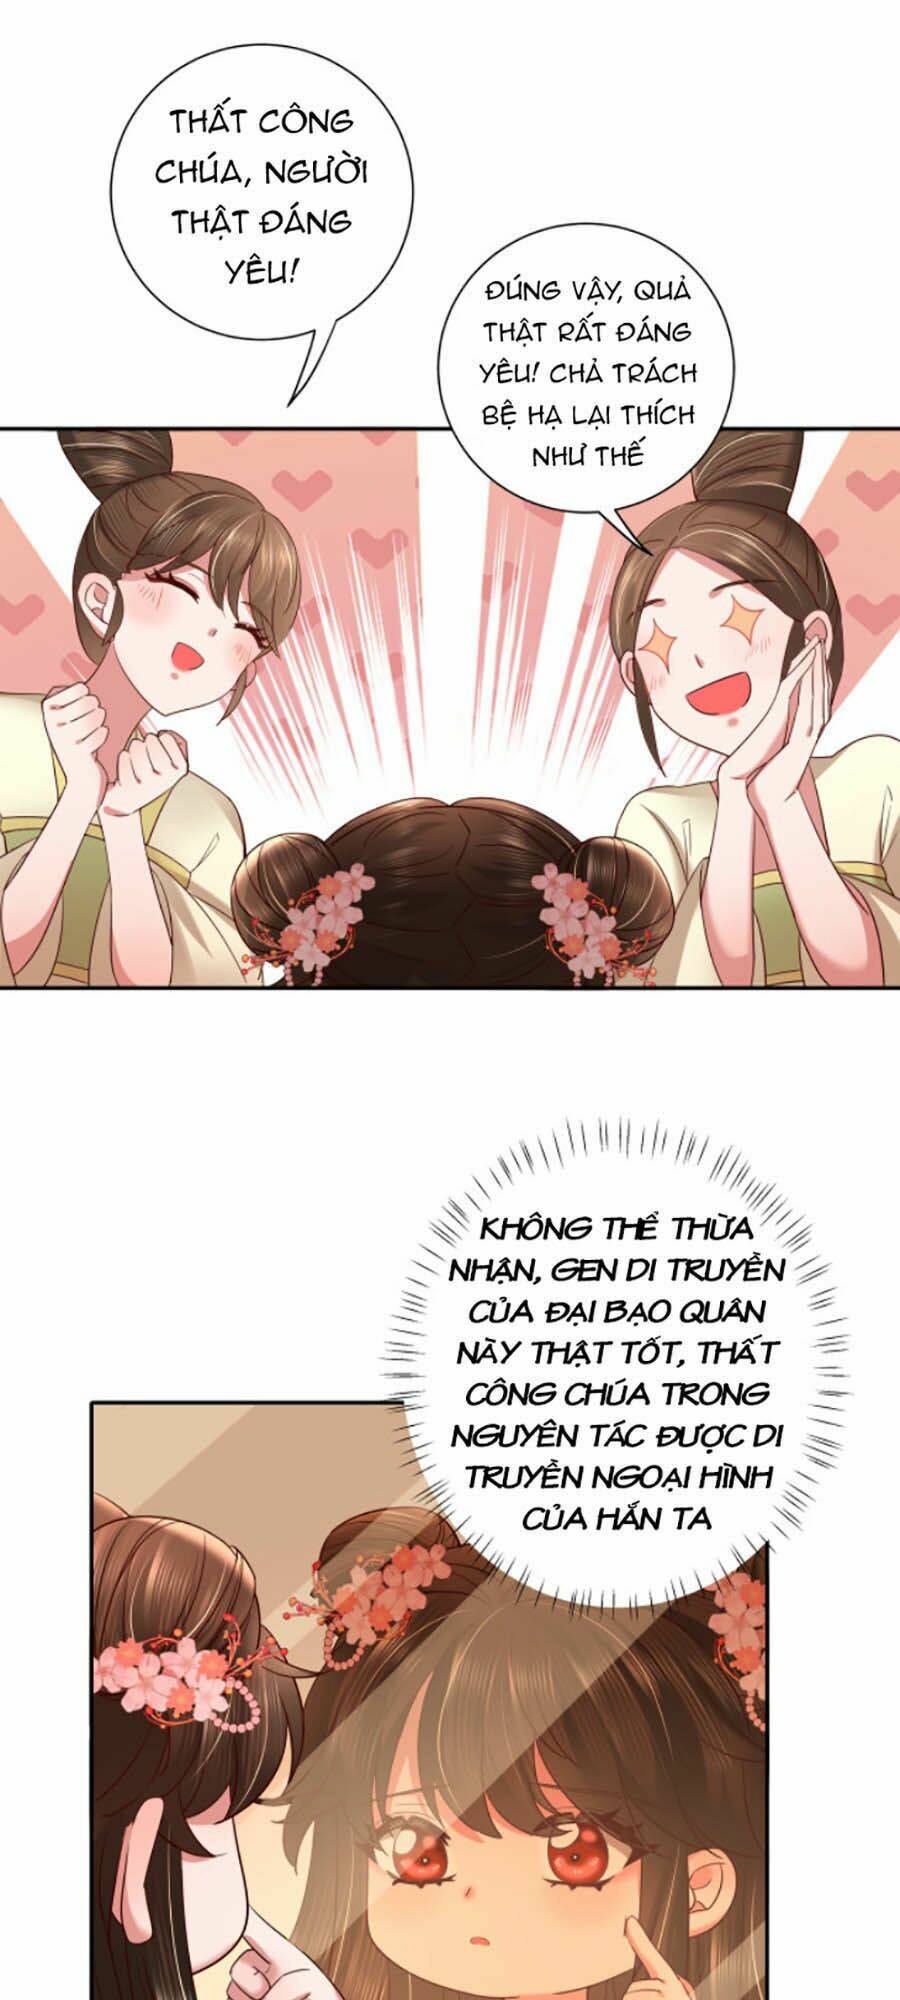 THẤT CÔNG
CHÚA, NGƯỜI
THẬT ĐÁNG
YÊU!
ĐÚNG VẬY, QUẢ
THẬT RẤT ĐÁNG
YÊU! CHẢ TRÁCH
BỆ HẠ LẠI THÍCH
NHƯ THẾ
KHÔNG THỂ THỪA
NHẬN, GEN DI TRUYỀN
CỦA ĐẠI BẠO QUÂN
NÀY THẬT TỐT, THẤT
CÔNG CHÚA TRONG
NGUYÊN TÁC ĐƯỢC DI
TRUYỀN NGOẠI HÌNH
CỦA HẮN TA